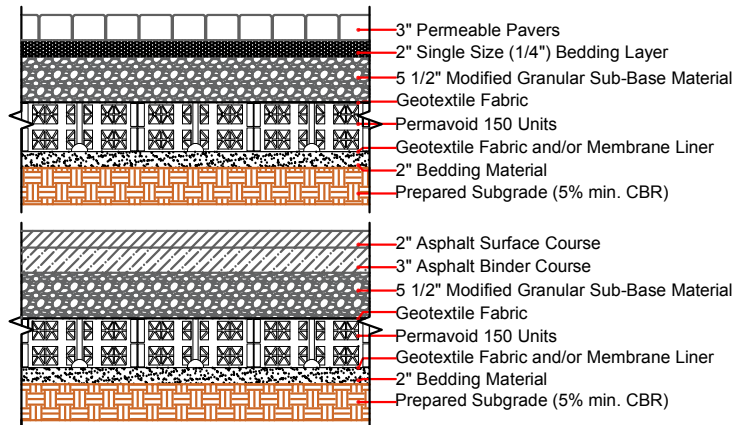 3" Permeable Pavers
2" Single Size (1/4") Bedding Layer
5 1/2" Modified Granular Sub-Base Material
Geotextile Fabric
Permavoid 150 Units
Geotextile Fabric and/or Membrane Liner
2" Bedding Material
Prepared Subgrade (5% min. CBR)
2" Asphalt Surface Course
3" Asphalt Binder Course
5 1/2" Modified Granular Sub-Base Material
Geotextile Fabric
Permavoid 150 Units
Geotextile Fabric and/or Membrane Liner
2" Bedding Material
Prepared Subgrade (5% min. CBR)